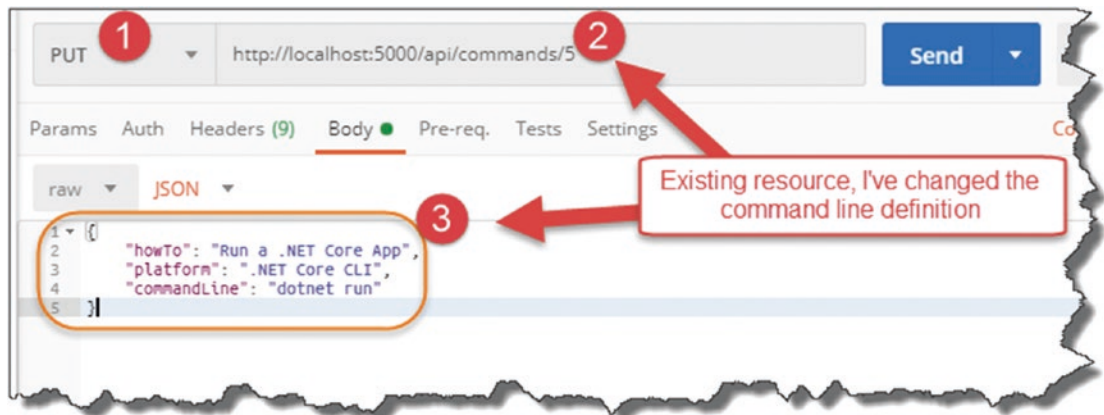 PUT
1
http://localhost:5000/api/commands/5
2
Send
Params Auth Headers (9) Body Pre-req. Tests Settings
raw JSON
Existing resource, I've changed the
command line definition
3
1 {
2 "howTo": "Run a .NET Core App",
3 "platform": ".NET Core CLI",
4 "commandLine": "dotnet run"
5 }